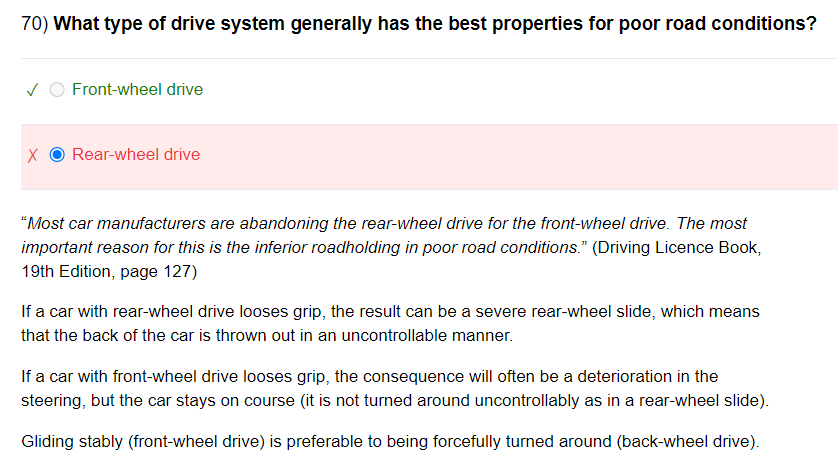 70) What type of drive system generally has the best properties for poor road conditions?
✓ Front-wheel drive
✗ Rear-wheel drive
“Most car manufacturers are abandoning the rear-wheel drive for the front-wheel drive. The most
important reason for this is the inferior roadholding in poor road conditions.” (Driving Licence Book,
19th Edition, page 127)
If a car with rear-wheel drive looses grip, the result can be a severe rear-wheel slide, which means
that the back of the car is thrown out in an uncontrollable manner.
If a car with front-wheel drive looses grip, the consequence will often be a deterioration in the
steering, but the car stays on course (it is not turned around uncontrollably as in a rear-wheel slide).
Gliding stably (front-wheel drive) is preferable to being forcefully turned around (back-wheel drive).